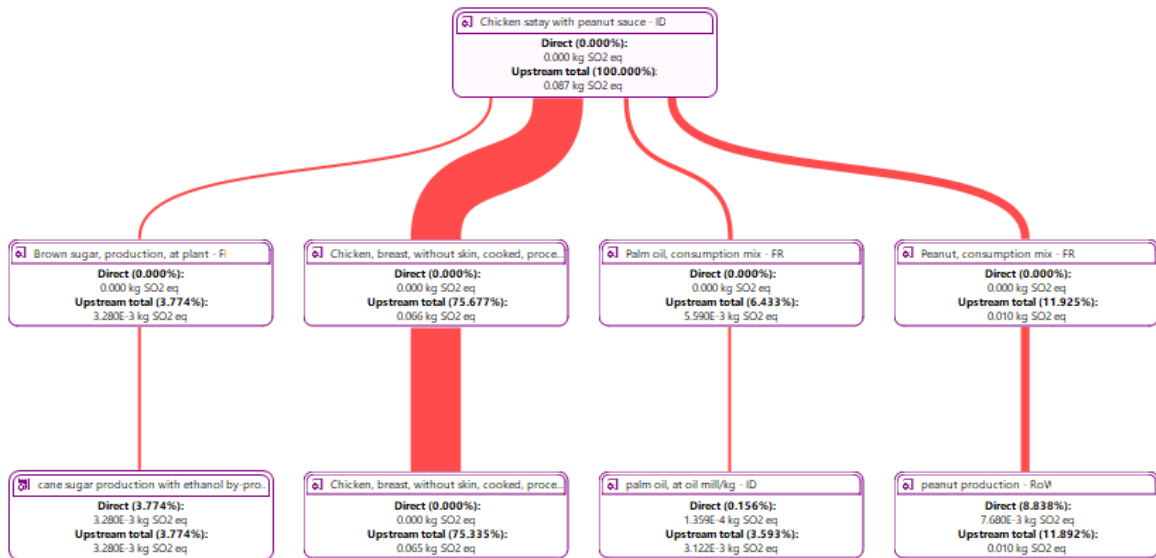 Chicken satay with peanut sauce - ID
Direct (0.000%):
0.000 kg SO2 eq
Upstream total (100.000%):
0.087 kg SO2 eq
Brown sugar, production, at plant - F
Direct (0.000%):
0.000 kg SO2 eq
Upstream total (3.774%):
3.280E-3 kg SO2 eq
Chicken, breast, without skin, cooked, proce...
Direct (0.000%):
0.000 kg SO2 eq
Upstream total (75.677%):
0.066 kg SO2 eq
Palm oil, consumption mix - FR
Direct (0.000%):
0.000 kg SO2 eq
Upstream total (6.433%):
5.590E-3 kg SO2 eq
Peanut, consumption mix - FR
Direct (0.000%):
0.000 kg SO2 eq
Upstream total (11.925%):
0.010 kg SO2 eq
cane sugar production with ethanol by-pro...
Direct (3.774%):
3.280E-3 kg SO2 eq
Upstream total (3.774%):
3.280E-3 kg SO2 eq
Chicken, breast, without skin, cooked, proce...
Direct (0.000%):
0.000 kg SO2 eq
Upstream total (75.335%):
0.065 kg SO2 eq
palm oil, at oil mill/kg - ID
Direct (0.156%):
1.359E-4 kg SO2 eq
Upstream total (3.593%):
3.122E-3 kg SO2 eq
peanut production - RoW
Direct (8.838%):
7.680E-3 kg SO2 eq
Upstream total (11.892%):
0.010 kg SO2 eq